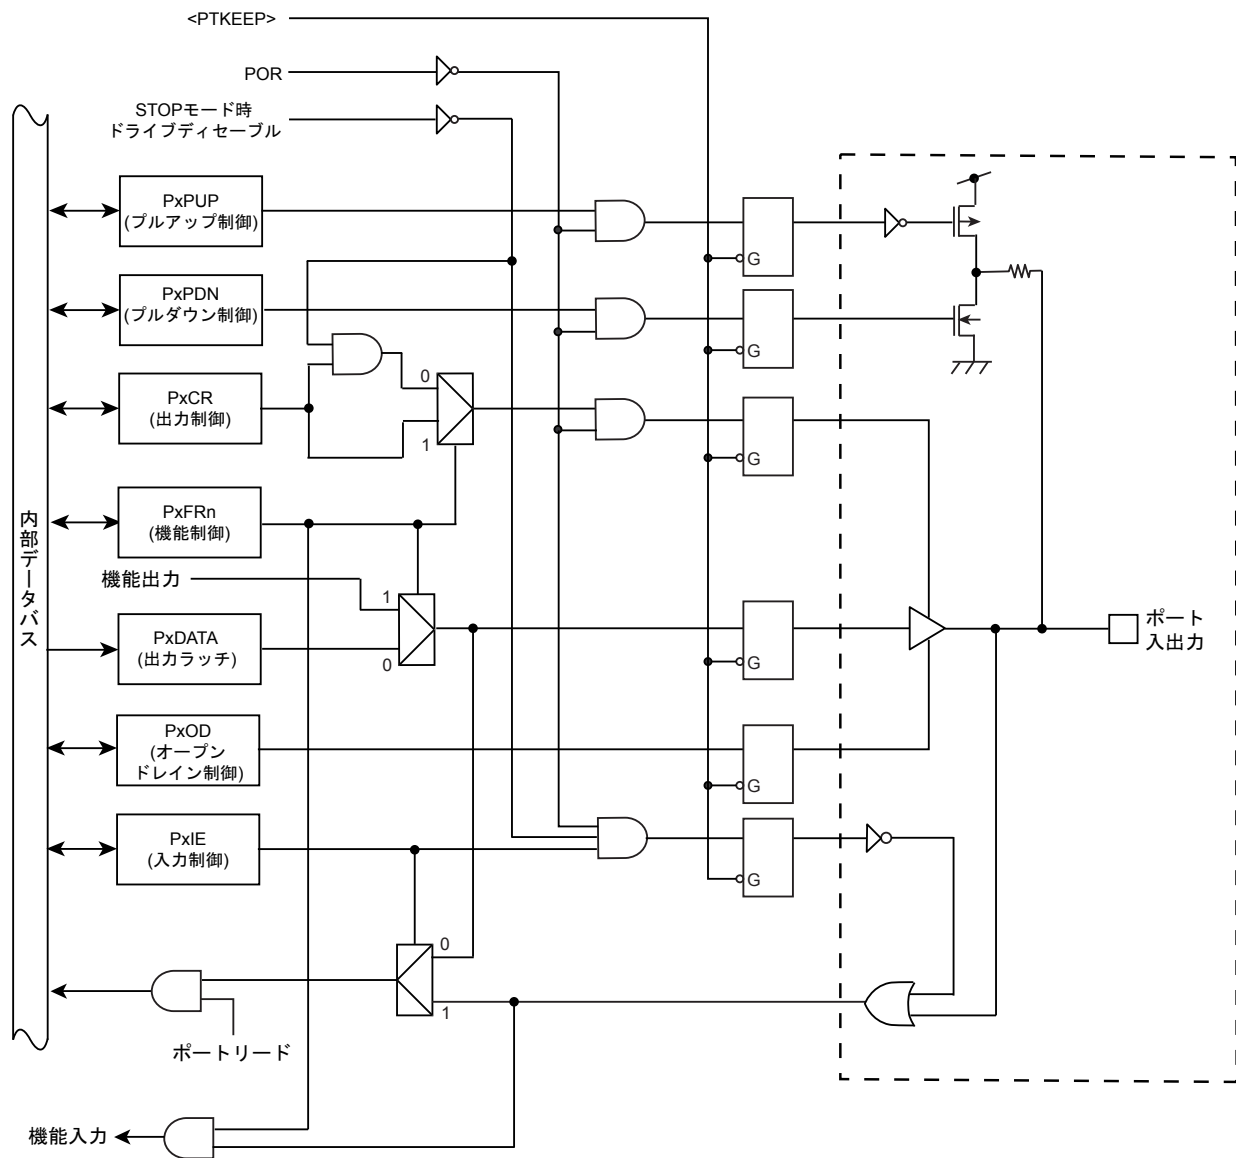 <PTKEEP>
POR
STOPモード時
ドライブディセーブル
PxPUP
(プルアップ制御)
G
PxPDN
(プルダウン制御)
G
PxCR
(出力制御)
0
1
G
内部データバス
PxFRn
(機能制御)
機能出力
1
0
PxDATA
(出力ラッチ)
G
ポート
入出力
PxOD
(オープン
ドレイン制御)
G
PxIE
(入力制御)
G
0
1
ポートリード
機能入力